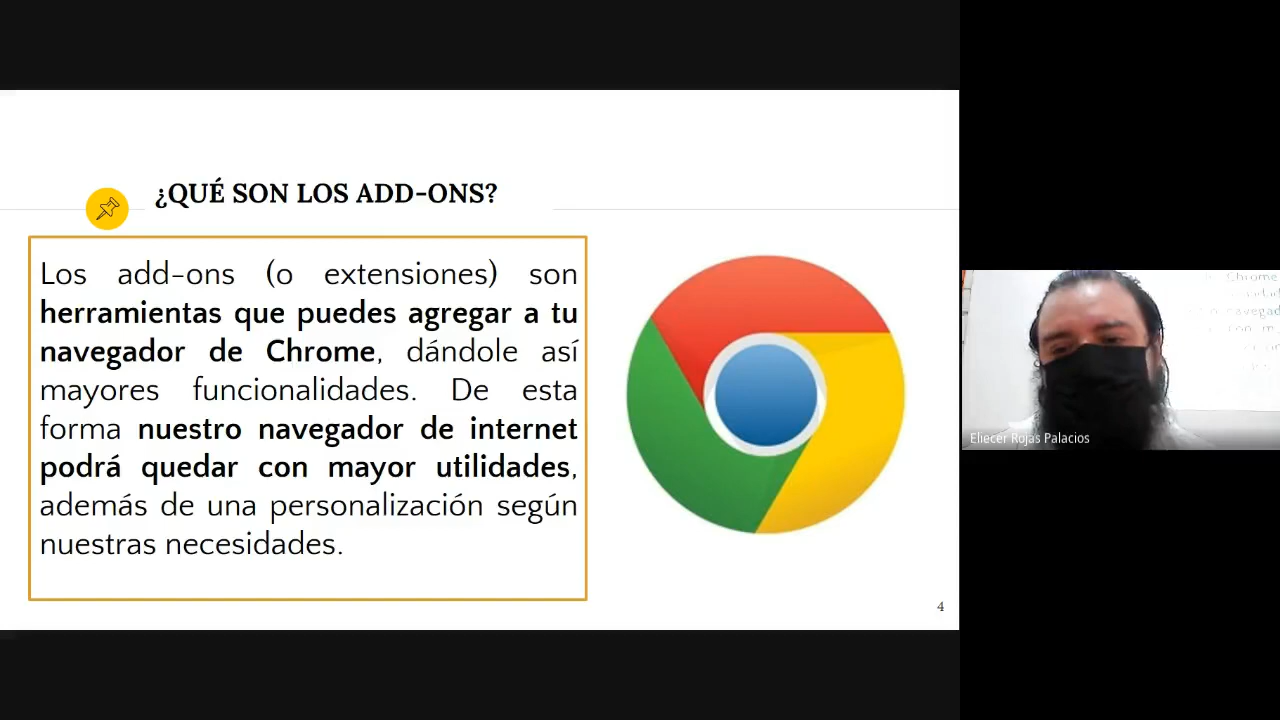 ¿QUÉ SON LOS ADD-ONS?
Los add-ons (o extensiones) son
herramientas que puedes agregar a tu
navegador de Chrome, dándole así
mayores funcionalidades. De esta
forma nuestro navegador de internet
podrá quedar con mayor utilidades,
además de una personalización según
nuestras necesidades.
4
Chrome
Eliecer Rojas Palacios